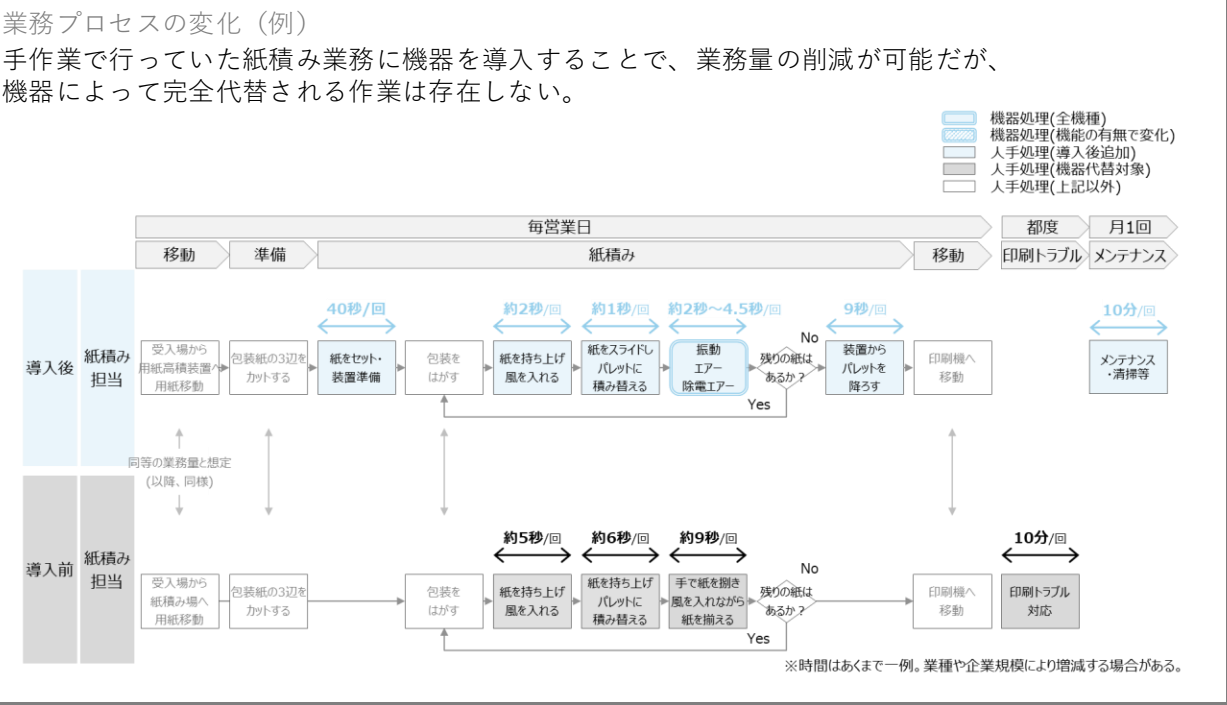 業務プロセスの変化（例）
手作業で行っていた紙積み業務に機器を導入することで、業務量の削減が可能だが、
機器によって完全代替される作業は存在しない。
機器処理(全機種)
機器処理(機能の有無で変化)
人手処理(導入後追加)
人手処理(機器代替対象)
人手処理(上記以外)
毎営業日
都度
月1回
移動
準備
紙積み
移動
印刷トラブル
メンテナンス
導入後
紙積み
担当
40秒/回
約2秒/回
約1秒/回
約2秒～4.5秒/回
9秒/回
10分/回
受入場から
用紙高積装置へ
用紙移動
包装紙の3辺を
カットする
紙をセット・
装置準備
包装を
はがす
紙を持ち上げ
風を入れる
紙をスライドし
パレットに
積み替える
振動
エアー
除電エアー
残りの紙は
あるか？
No
Yes
装置から
パレットを
降ろす
印刷機へ
移動
メンテナンス
・清掃等
同等の業務量と想定
(以降、同様)
導入前
紙積み
担当
約5秒/回
約6秒/回
約9秒/回
10分/回
受入場から
紙積み場へ
用紙移動
包装紙の3辺を
カットする
包装を
はがす
紙を持ち上げ
風を入れる
紙を持ち上げ
パレットに
積み替える
手で紙を捌き
風を入れながら
紙を揃える
残りの紙は
あるか？
No
Yes
印刷機へ
移動
印刷トラブル
対応
※時間はあくまで一例。業種や企業規模により増減する場合がある。